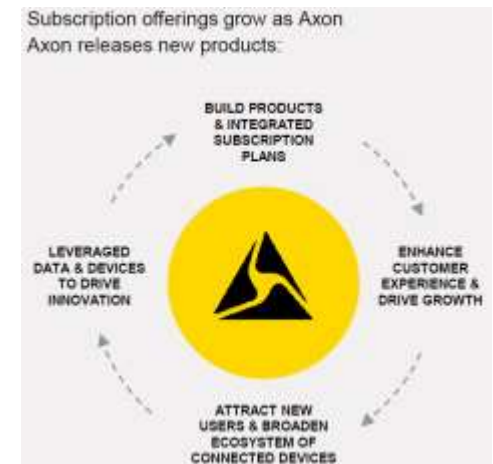 Subscription offerings grow as Axon
Axon releases new products:
BUILD PRODUCTS
& INTEGRATED
SUBSCRIPTION
PLANS
ENHANCE
CUSTOMER
EXPERIENCE &
DRIVE GROWTH
ATTRACT NEW
USERS & BROADEN
ECOSYSTEM OF
CONNECTED DEVICES
LEVERAGED
DATA & DEVICES
TO DRIVE
INNOVATION